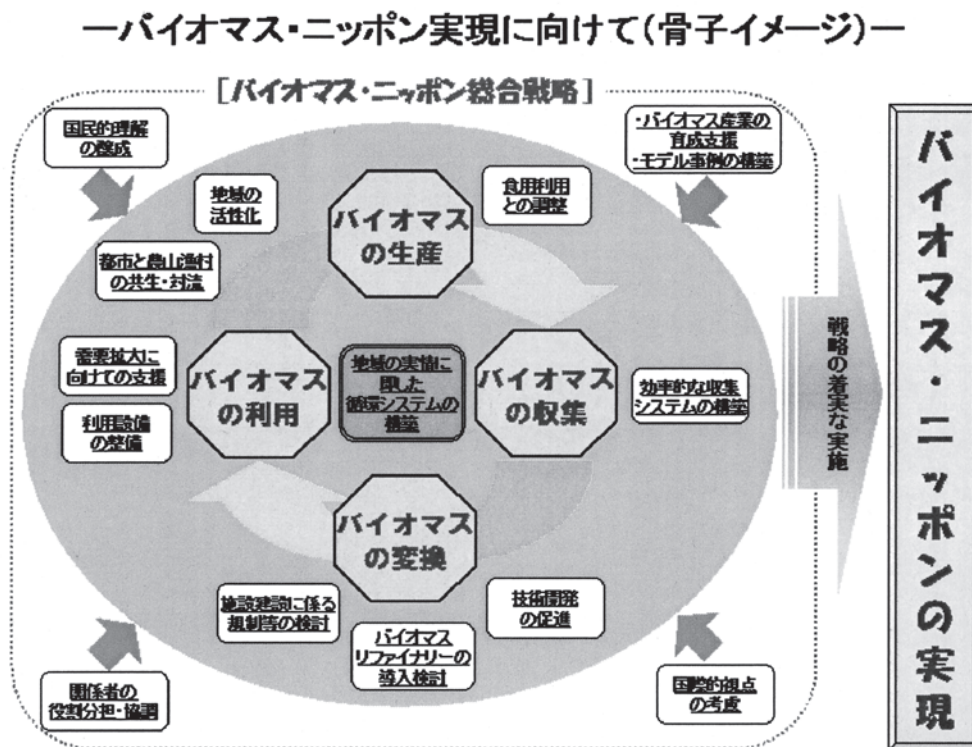 ーバイオマス・ニッポン実現に向けて(骨子イメージ)ー
[バイオマス・ニッポン総合戦略]
国民的理解
の醸成
・バイオマス産業の
育成支援
・モデル事例の構築
地域の
活性化
バイオマス
の生産
食用利用
との調整
都市と農山漁村
の共生・対流
需要拡大に
向けての支援
利用設備
の整備
バイオマス
の利用
地域の実情に
即した
循環システムの
構築
バイオマス
の収集
効率的な収集
システムの構築
バイオマス
の変換
施設建設に係る
規制等の検討
バイオマス
リファイナリーの
導入検討
技術開発
の促進
関係者の
役割分担・協調
国際的視点
の考慮
戦略の着実な実施
バイオマス・ニッポンの実現